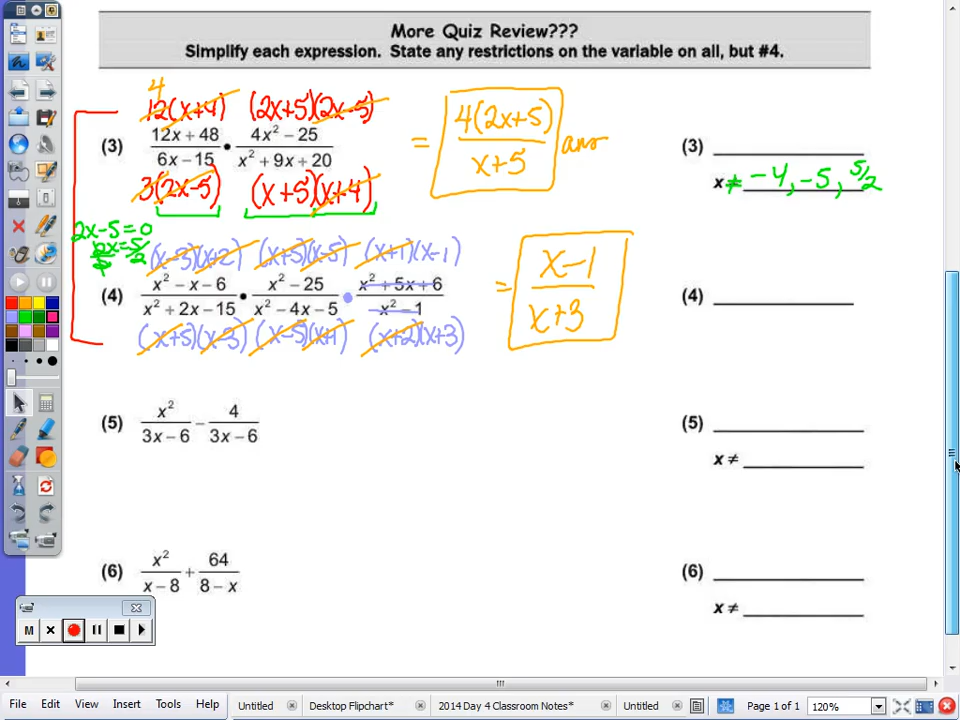 More Quiz Review???
Simplify each expression. State any restrictions on the variable on all, but #4.
4
12(x+4) (2x+5)(2x-5)
(3) 12x + 48 / 6x – 15 • 4x² – 25 / x² + 9x + 20 = 4(2x+5) / x+5 ans (3)
3(2x-5) (x+5)(x+4) x ≠ -4, -5, 5/2
2x-5=0
2x=5/2
(x-3)(x+2) (x+5)(x-5) (x+1)(x-1)
(4) x² – x – 6 / x² + 2x – 15 • x² – 25 / x² – 4x – 5 • x² + 5x + 6 / x² – 1 = x-1 / x+3 (4)
(x+5)(x-3) (x-5)(x+1) (x+2)(x+3)
(5) x² / 3x – 6 – 4 / 3x – 6 (5)
x ≠
(6) x² / x – 8 + 64 / 8 – x (6)
x ≠
M
File Edit View Insert Tools Help Untitled Desktop Flipchart* 2014 Day 4 Classroom Notes* Untitled Page 1 of 1 120%